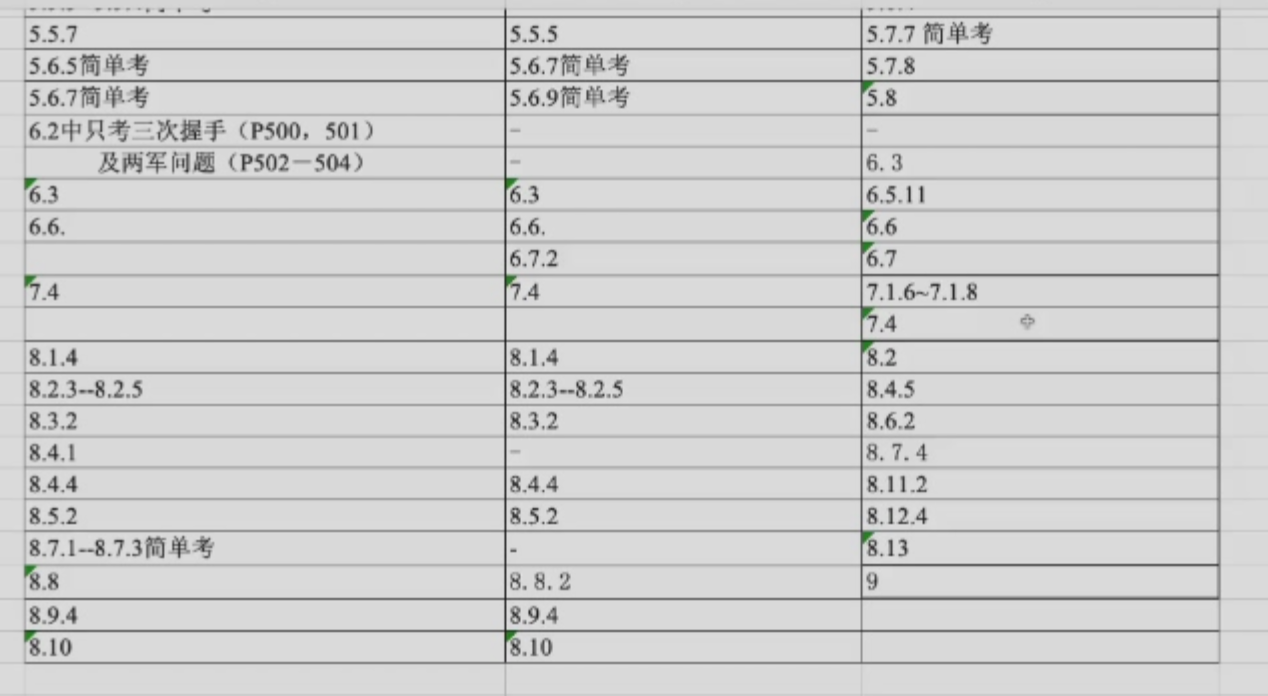 5.5.7 5.5.5 5.7.7 简单考
5.6.5简单考 5.6.7简单考 5.7.8
5.6.7简单考 5.6.9简单考 5.8
6.2中只考三次握手（P500，501） - -
及两军问题（P502－504） - 6.3
6.3 6.3 6.5.11
6.6. 6.6. 6.6
6.7.2 6.7
7.4 7.4 7.1.6~7.1.8
7.4
8.1.4 8.1.4 8.2
8.2.3--8.2.5 8.2.3--8.2.5 8.4.5
8.3.2 8.3.2 8.6.2
8.4.1 - 8.7.4
8.4.4 8.4.4 8.11.2
8.5.2 8.5.2 8.12.4
8.7.1--8.7.3简单考 - 8.13
8.8 8.8.2 9
8.9.4 8.9.4
8.10 8.10